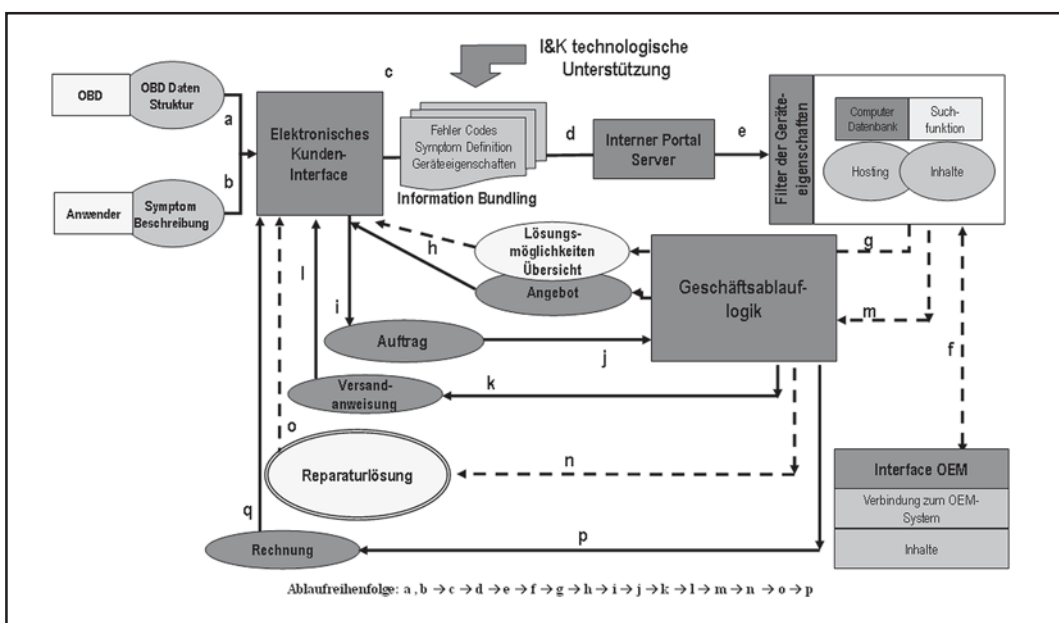 I&K technologische
Unterstützung
c
OBD
OBD Daten
Struktur
a
b
Anwender
Symptom
Beschreibung
Elektronisches
Kunden-
Interface
Fehler Codes
Symptom Definition
Geräteeigenschaften
Information Bundling
d
Interner Portal
Server
e
Filter der Geräte-
eigenschaften
Computer
Datenbank
Such-
funktion
Hosting
Inhalte
h
Lösungs-
möglichkeiten
Übersicht
Angebot
g
Geschäftsablauf-
logik
m
f
l
i
Auftrag
j
Versand-
anweisung
k
o
Reparaturlösung
n
q
Rechnung
p
Interface OEM
Verbindung zum OEM-
System
Inhalte
Ablaufreihenfolge: a , b → c → d → e → f → g → h → i → j → k → l → m → n → o → p